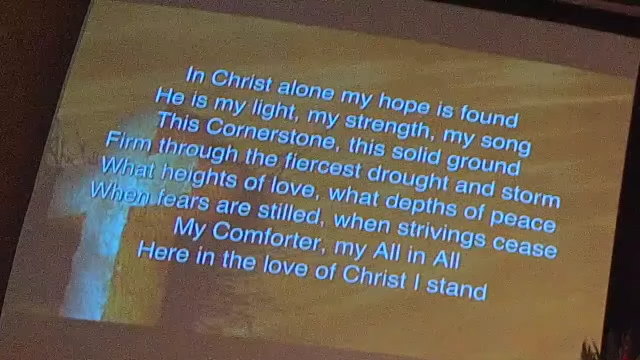 In Christ alone my hope is found
He is my light, my strength, my song
This Cornerstone, this solid ground
Firm through the fiercest drought and storm
What heights of love, what depths of peace
When fears are stilled, when strivings cease
My Comforter, my All in All
Here in the love of Christ I stand